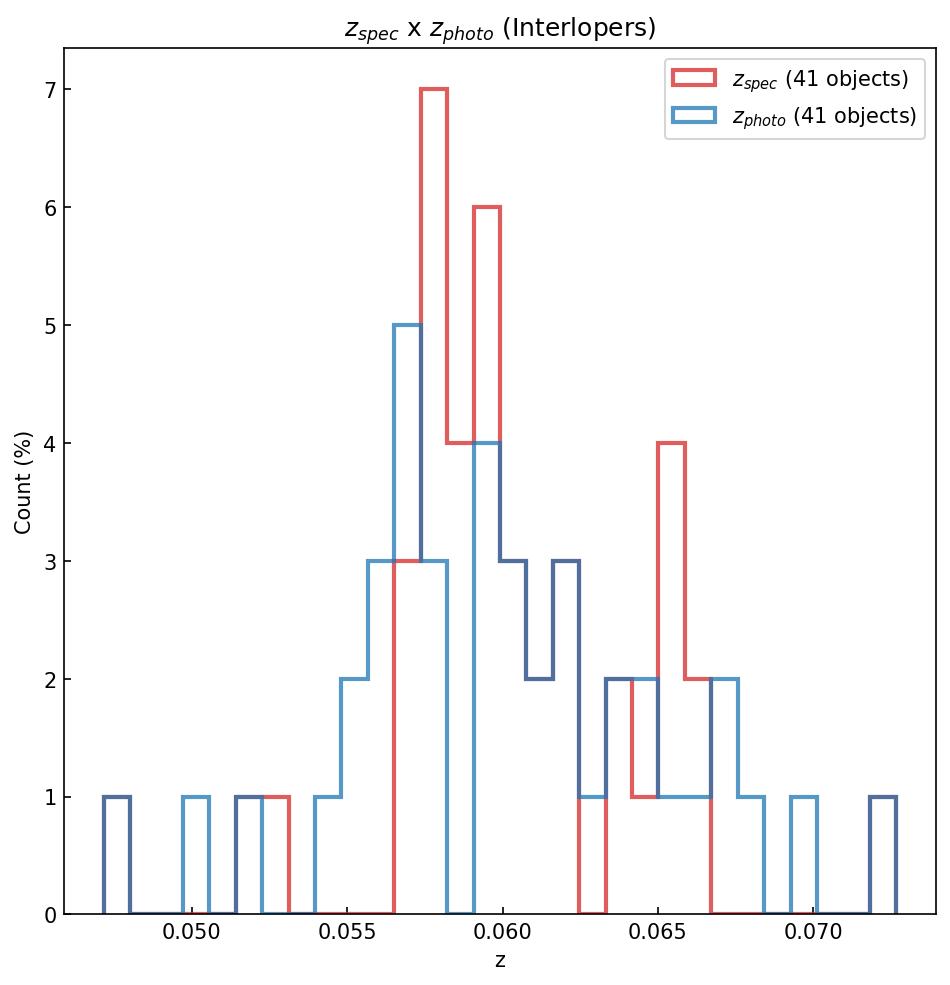 z_spec x z_photo (Interlopers)
z_spec (41 objects)
z_photo (41 objects)
Count (%)
7
6
5
4
3
2
1
0
0.050 0.055 0.060 0.065 0.070
z